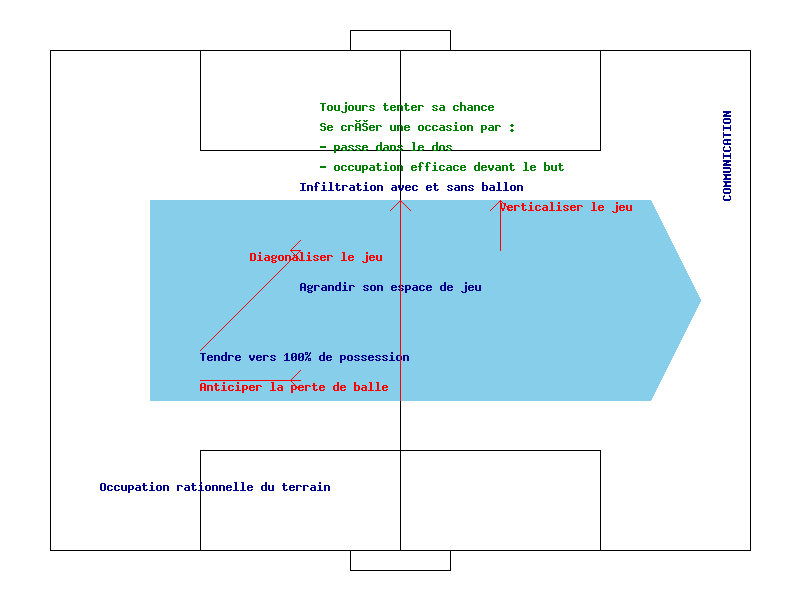 Toujours tenter sa chance
Se crÃŠer une occasion par :
- passe dans le dos
- occupation efficace devant le but
Infiltration avec et sans ballon
COMMUNICATION
Verticaliser le jeu
Diagonaliser le jeu
Agrandir son espace de jeu
Tendre vers 100% de possession
Anticiper la perte de balle
Occupation rationnelle du terrain